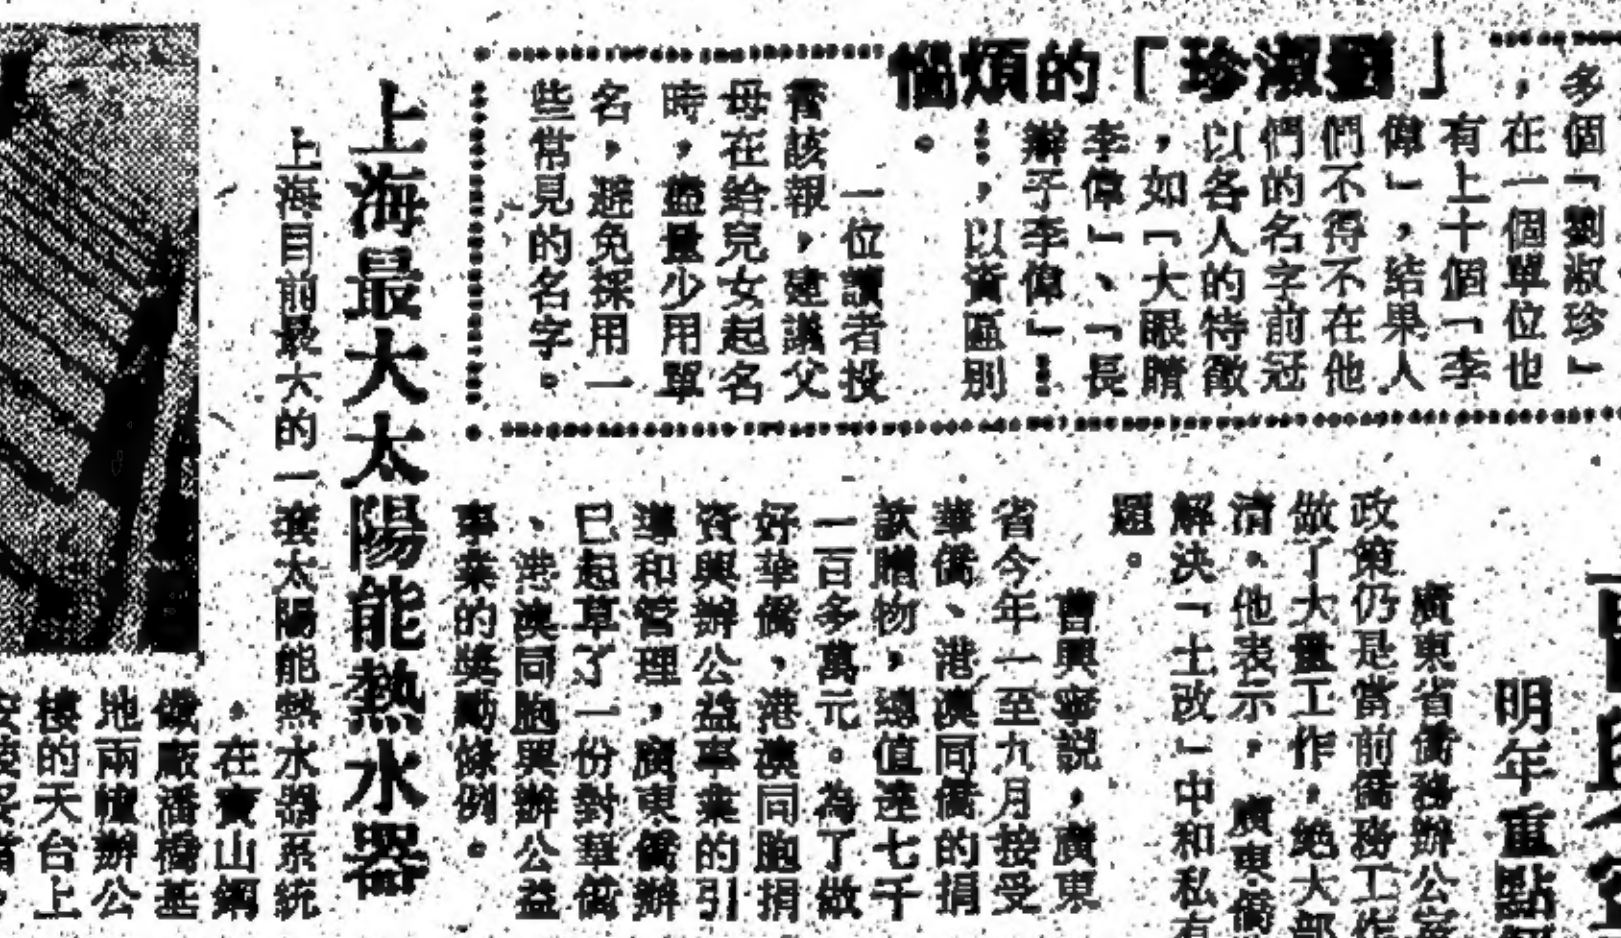 「劉淑珍」的煩惱
多個「劉淑珍」
，在一個單位也
有上十個「李
偉」，結果人
們不得不在他
們的名字前冠
以各人的特徵
，如「大眼睛
李偉」、「長
辮子李偉」⋯
⋯，以資區別
。
一位讀者投
書該報，建議父
母在給兒女起名
時，盡量少用單
名，避免採用一
些常見的名字。
明年重點
廣東省僑務辦公室
政策仍是當前僑務工作
做了大量工作，絕大部
清。他表示，廣東僑
解決「土改」中和私有
題。
曾興寧説，廣東
省今年一至九月接受
華僑、港澳同僑的捐
款贈物，總值達七千
一百多萬元。為了做
好華僑，港澳同胞捐
資興辦公益事業的引
導和管理，廣東僑辦
已起草了一份對華僑
、港澳同胞興辦公益
事業的獎勵條例。
上海最大太陽能熱水器
上海目前最大的一套太陽能熱水器系統
。在寶山鋼
鐵廠潘橋基
地兩幢辦公
樓的天台上